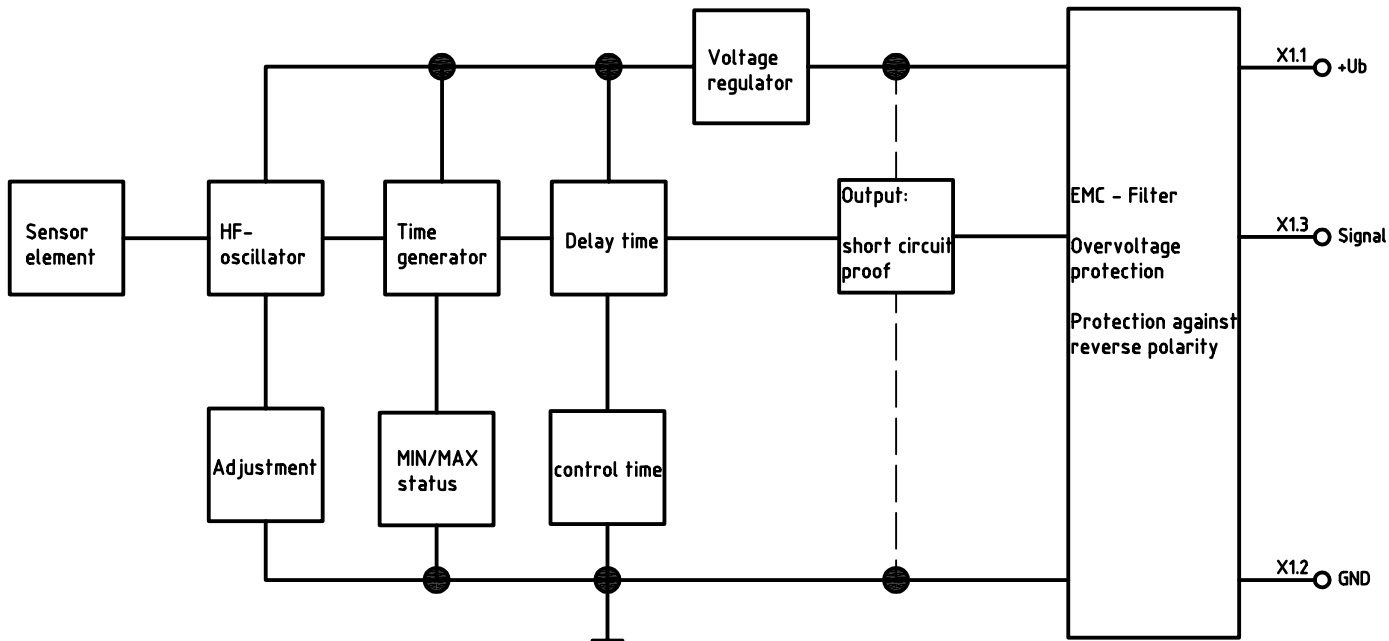 Voltage
regulator
X1.1
+Ub
Sensor
element
HF-
oscillator
Time
generator
Delay time
Output:
short circuit
proof
EMC - Filter
Overvoltage
protection
Protection against
reverse polarity
X1.3
Signal
Adjustment
MIN/MAX
status
control time
X1.2
GND